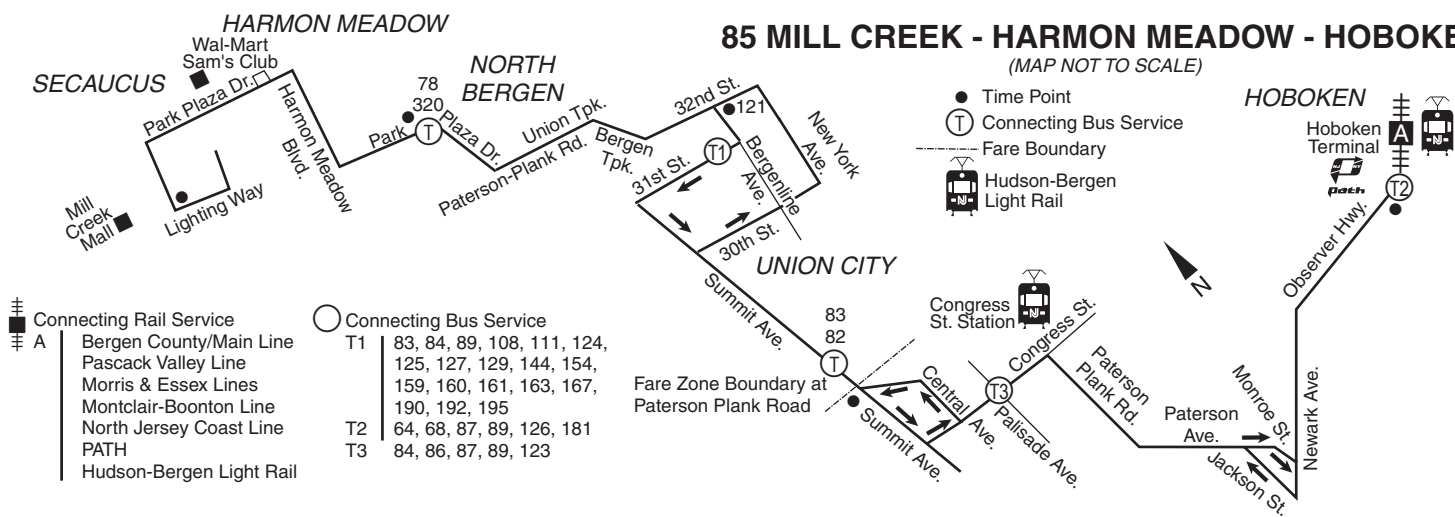 85 MILL CREEK - HARMON MEADOW - HOBOKE
(MAP NOT TO SCALE)
HARMON MEADOW
Wal-Mart
Sam's Club
SECAUCUS
Park Plaza Dr.
Harmon Meadow
Blvd.
Mill
Creek
Mall
Lighting Way
78
320
T
Park
Plaza Dr.
NORTH
BERGEN
Union Tpk.
Paterson-Plank Rd.
Bergen
Tpk.
32nd St.
121
New York
Ave.
T1
Bergenline
Ave.
31st St.
30th St.
UNION CITY
Summit Ave.
83
82
T
Fare Zone Boundary at
Paterson Plank Road
Summit Ave.
Central
Ave.
Congress
St. Station
N
Congress St.
T3
Palisade Ave.
Paterson
Plank Rd.
Paterson
Ave.
Monroe St.
Jackson St.
Newark Ave.
Observer Hwy.
N
HOBOKEN
Hoboken
Terminal
A
N
path
T2
Time Point
T Connecting Bus Service
Fare Boundary
N
Hudson-Bergen
Light Rail
Connecting Rail Service
A Bergen County/Main Line
Pascack Valley Line
Morris & Essex Lines
Montclair-Boonton Line
North Jersey Coast Line
PATH
Hudson-Bergen Light Rail
Connecting Bus Service
T1 83, 84, 89, 108, 111, 124,
125, 127, 129, 144, 154,
159, 160, 161, 163, 167,
190, 192, 195
T2 64, 68, 87, 89, 126, 181
T3 84, 86, 87, 89, 123